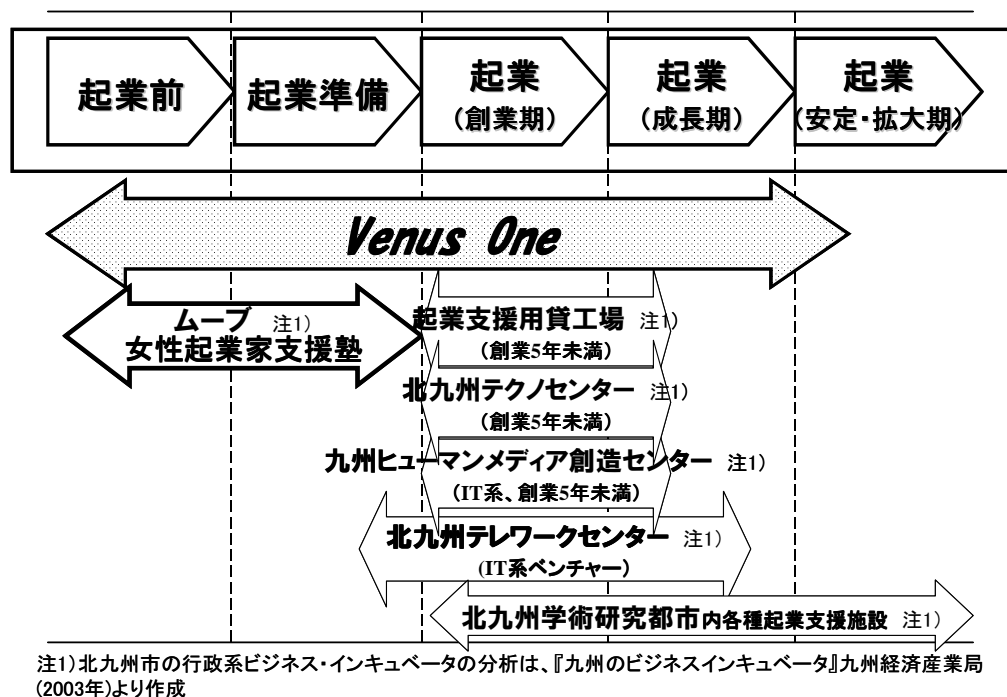 起業前
起業準備
起業
(創業期)
起業
(成長期)
起業
(安定・拡大期)
Venus One
ムーブ 注1)
女性起業家支援塾
起業支援用貸工場 注1)
(創業5年未満)
北九州テクノセンター 注1)
(創業5年未満)
九州ヒューマンメディア創造センター 注1)
(IT系、創業5年未満)
北九州テレワークセンター 注1)
(IT系ベンチャー)
北九州学術研究都市内各種起業支援施設 注1)
注1)北九州市の行政系ビジネス・インキュベータの分析は、『九州のビジネスインキュベータ』九州経済産業局
(2003年)より作成